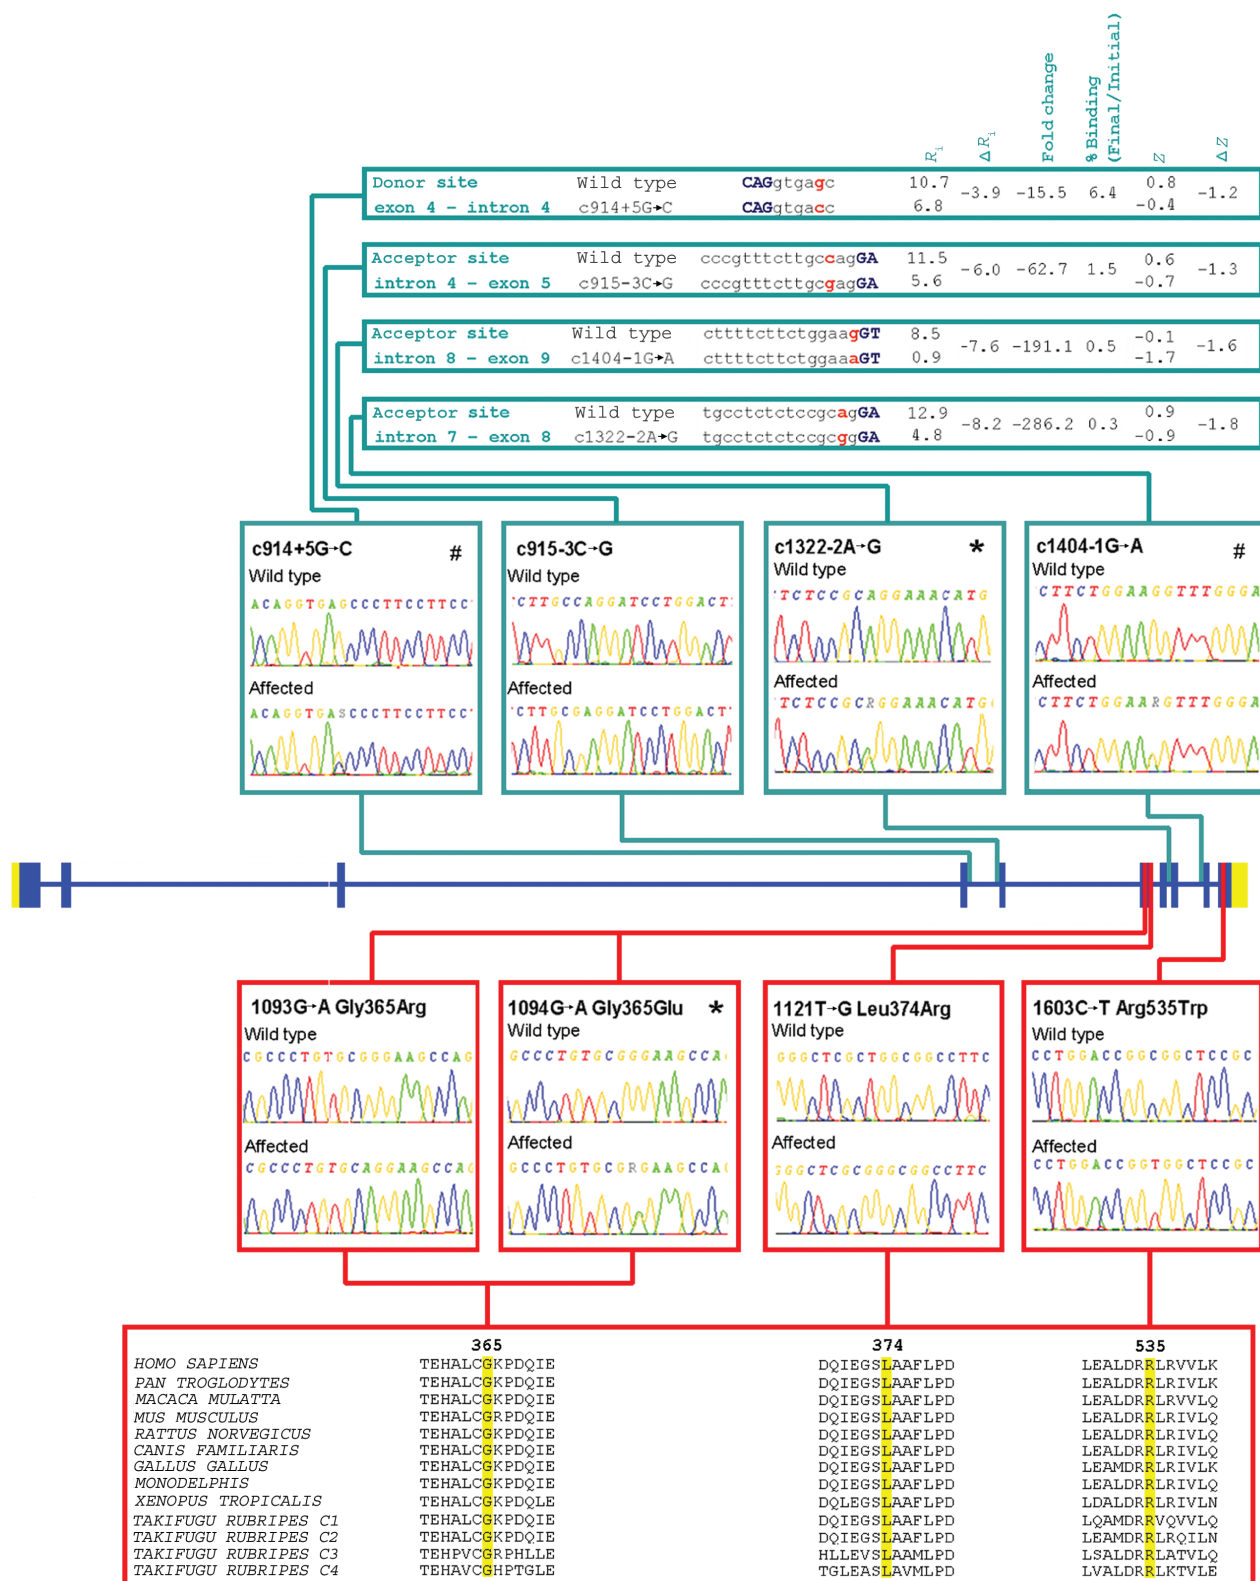 R i
Δ R i
Fold change
% Binding
(Final/Initial)
Z
Δ Z
Donor site Wild type CAGgtgagc 10.7 -3.9 -15.5 6.4 0.8 -1.2
exon 4 - intron 4 c914+5G→C CAGgtgacc 6.8 -0.4
Acceptor site Wild type cccgtttcttgccagGA 11.5 -6.0 -62.7 1.5 0.6 -1.3
intron 4 - exon 5 c915-3C→G cccgtttcttgcgagGA 5.6 -0.7
Acceptor site Wild type cttttcttctggaagGT 8.5 -7.6 -191.1 0.5 -0.1 -1.6
intron 8 - exon 9 c1404-1G→A cttttcttctggaaaGT 0.9 -1.7
Acceptor site Wild type tgcctctctccgcagGA 12.9 -8.2 -286.2 0.3 0.9 -1.8
intron 7 - exon 8 c1322-2A→G tgcctctctccgcggGA 4.8 -0.9
c914+5G→C #
Wild type
ACAGGTGAGCCCTTCCTTCC
Affected
ACAGGTGASCCCTTCCTTCC
c915-3C→G
Wild type
CTTGCCAGGATCCTGGACT
Affected
CTTGCGAGGATCCTGGACT
c1322-2A→G *
Wild type
TCTCCGCAGGAAACATG
Affected
TCTCCGCRGGAAACATG
c1404-1G→A #
Wild type
CTTCTGGAAGGTTTGGGA
Affected
CTTCTGGAARGTTTGGGA
1093G→A Gly365Arg
Wild type
CGCCCTGTGCGGGAAGCCAG
Affected
CGCCCTGTGCAGGAAGCCAG
1094G→A Gly365Glu *
Wild type
GCCCTGTGCGGGAAGCCA
Affected
GCCCTGTGCGRGAAGCCA
1121T→G Leu374Arg
Wild type
GGGCTCGCTGGCGGCCTTC
Affected
GGGCTCGCGGGCGGCCTTC
1603C→T Arg535Trp
Wild type
CCTGGACCGGCGGCTCCGC
Affected
CCTGGACCGGTGGCTCCGC
365 374 535
HOMO SAPIENS TEHALCGKPDQIE DQIEGSLAAFLPD LEALDRRLRVVLK
PAN TROGLODYTES TEHALCGKPDQIE DQIEGSLAAFLPD LEALDRRLRIVLK
MACACA MULATTA TEHALCGKPDQIE DQIEGSLAAFLPD LEALDRRLRVVLQ
MUS MUSCULUS TEHALCGRPDQIE DQIEGSLAAFLPD LEALDRRLRIVLQ
RATTUS NORVEGICUS TEHALCGKPDQIE DQIEGSLAAFLPD LEALDRRLRIVLQ
CANIS FAMILIARIS TEHALCGKPDQIE DQIEGSLAAFLPD LEALDRRLRIVLQ
GALLUS GALLUS TEHALCGKPDQIE DQIEGSLAAFLPD LEAMDRRLRIVLK
MONODELPHIS TEHALCGKPDQIE DQIEGSLAAFLPD LEALDRRLRIVLQ
XENOPUS TROPICALIS TEHALCGKPDQLE DQLEGSLAAFLPD LDALDRRLRIVLN
TAKIFUGU RUBRIPES C1 TEHALCGKPDQIE DQIEGSLAAFLPD LQAMDRRVQVVLQ
TAKIFUGU RUBRIPES C2 TEHALCGKPDQIE DQIEGSLAAFLPD LEAMDRRLRQILN
TAKIFUGU RUBRIPES C3 TEHPVCGRPHLLE HLLEVSLAAMLPD LSALDRRLATVLQ
TAKIFUGU RUBRIPES C4 TEHAVCGHPTGLE TGLEASLAVMLPD LVALDRRLKTVLE